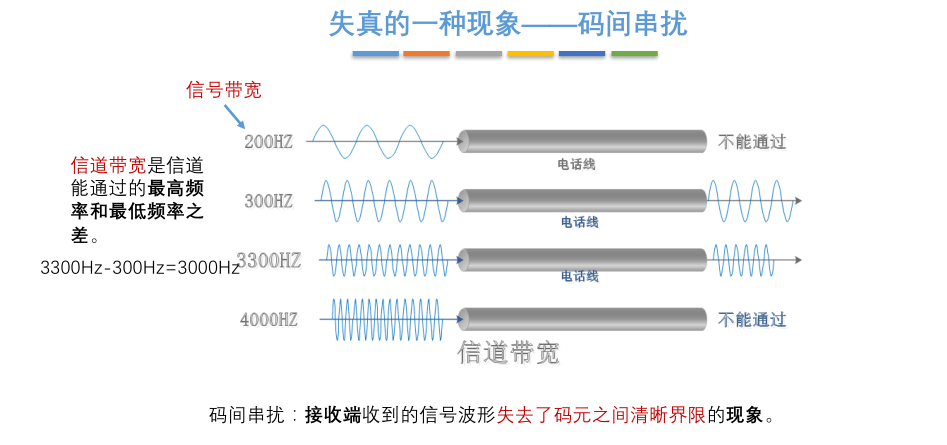 失真的一种现象——码间串扰
信号带宽
200HZ
不能通过
电话线
信道带宽是信道
能通过的最高频
率和最低频率之
差。
300HZ
电话线
3300Hz-300Hz=3000Hz
3300HZ
电话线
4000HZ
不能通过
信道带宽
码间串扰：接收端收到的信号波形失去了码元之间清晰界限的现象。